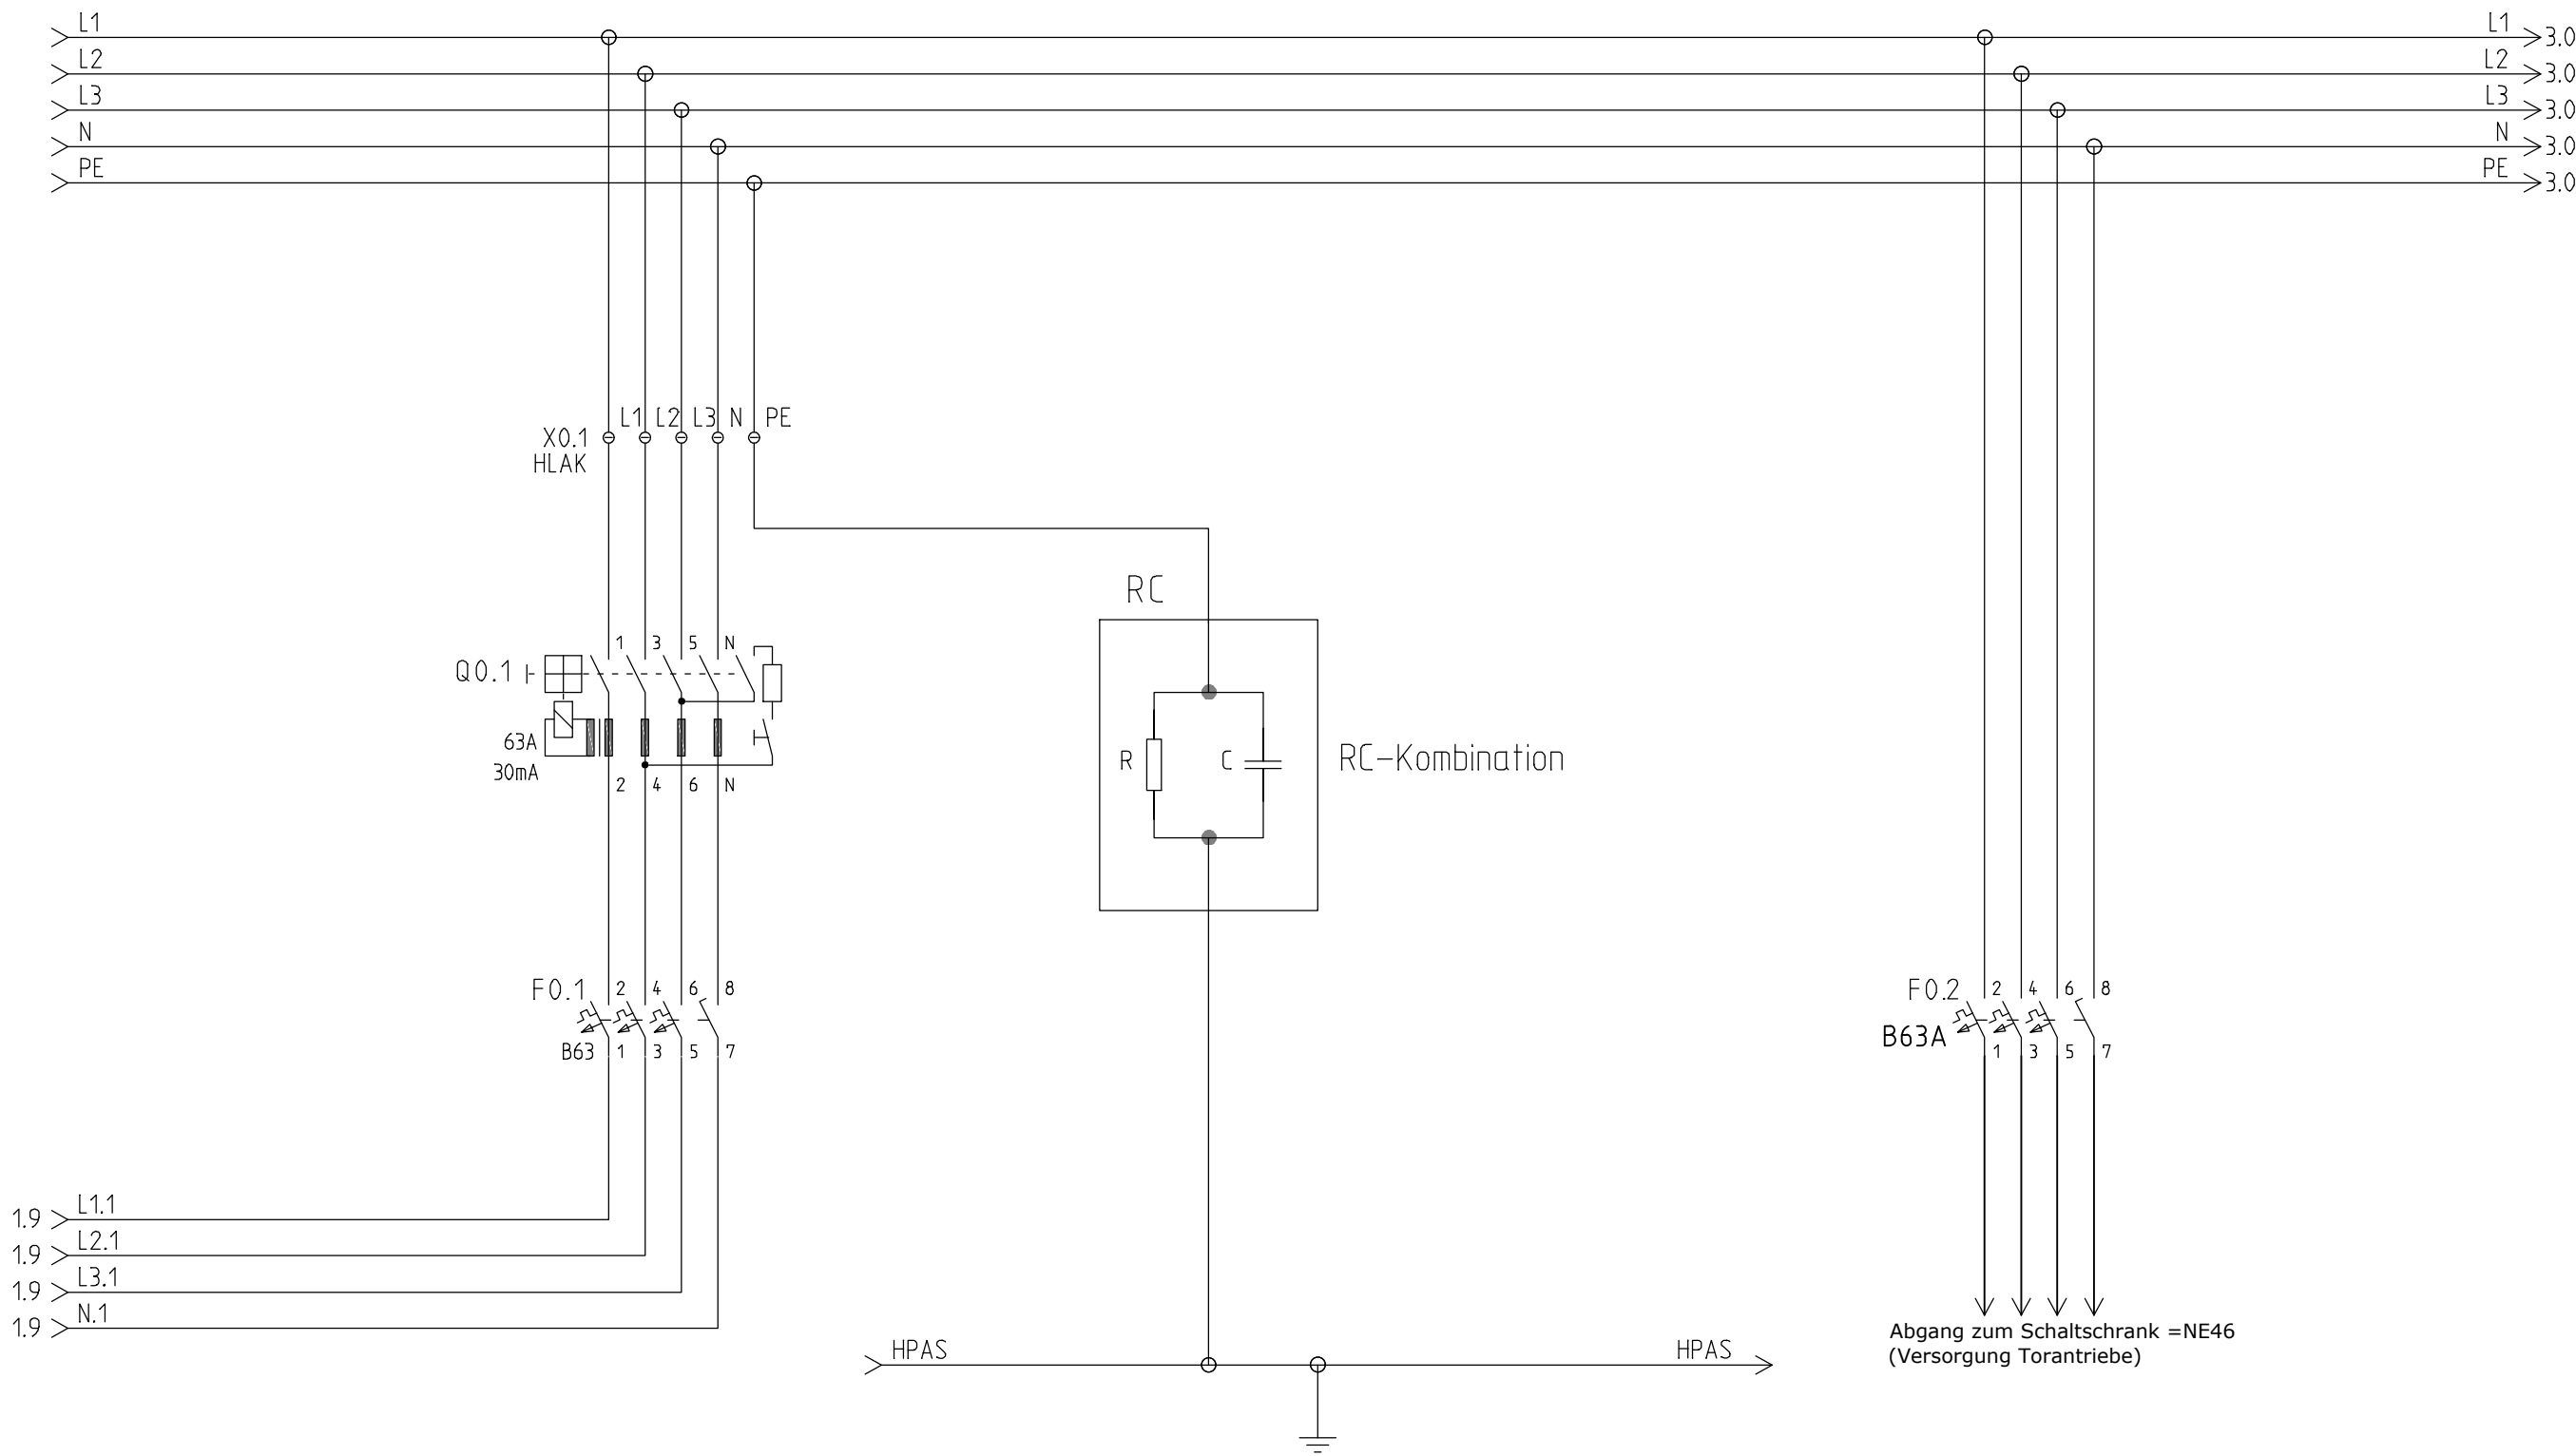 L1 L1 3.0
L2 L2 3.0
L3 L3 3.0
N N 3.0
PE PE 3.0
L1 L2 L3 N PE
X0.1
HLAK
RC
1 3 5 N
Q0.1
63A
30mA
2 4 6 N
R C
RC-Kombination
F0.1 2 4 6 8
B63 1 3 5 7
F0.2 2 4 6 8
B63A 1 3 5 7
1.9 L1.1
1.9 L2.1
1.9 L3.1
1.9 N.1
HPAS HPAS
Abgang zum Schaltschrank =NE46
(Versorgung Torantriebe)